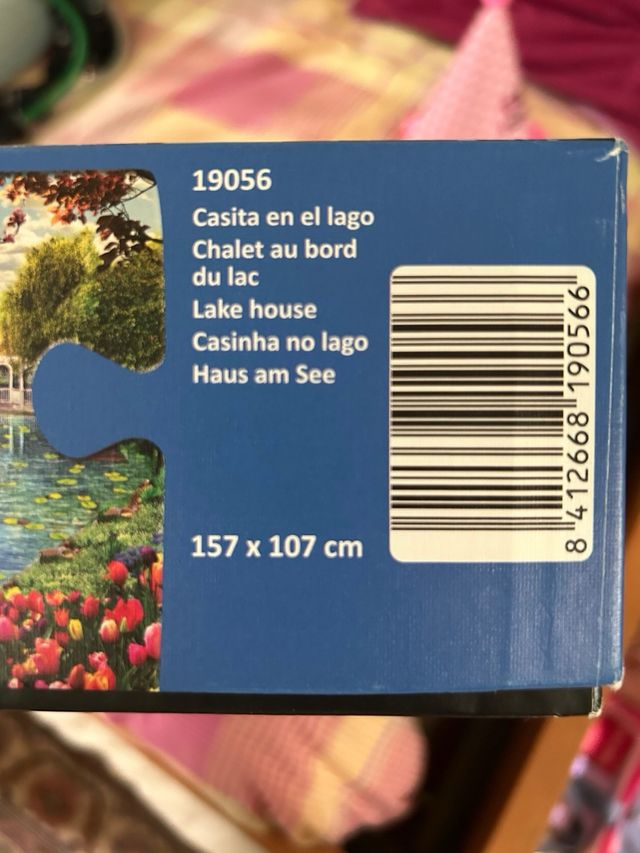 19056
Casita en el lago
Chalet au bord
du lac
Lake house
Casinha no lago
Haus am See
157 x 107 cm
8 412668 190566